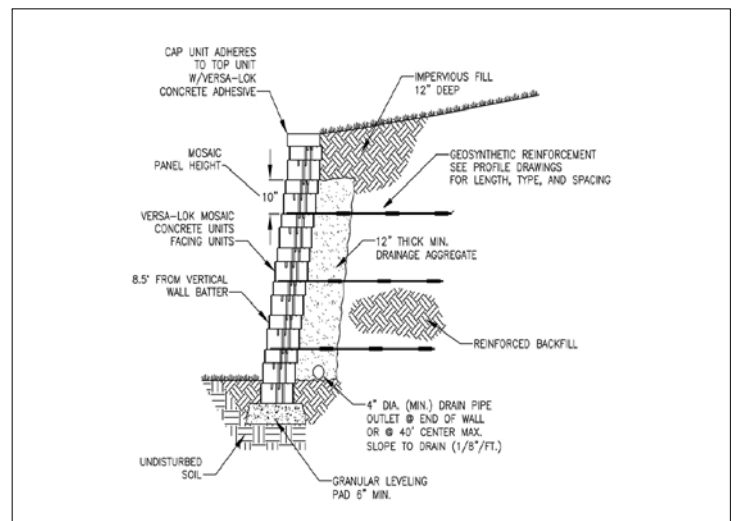 CAP UNIT ADHERES
TO TOP UNIT
W/VERSA-LOK
CONCRETE ADHESIVE
IMPERVIOUS FILL
12" DEEP
MOSAIC
PANEL HEIGHT
10"
GEOSYNTHETIC REINFORCEMENT
SEE PROFILE DRAWINGS
FOR LENGTH, TYPE, AND SPACING
VERSA-LOK MOSAIC
CONCRETE UNITS
FACING UNITS
12" THICK MIN.
DRAINAGE AGGREGATE
8.5° FROM VERTICAL
WALL BATTER
REINFORCED BACKFILL
4" DIA. (MIN.) DRAIN PIPE
OUTLET @ END OF WALL
OR @ 40' CENTER MAX.
SLOPE TO DRAIN (1/8"/FT.)
UNDISTURBED
SOIL
GRANULAR LEVELING
PAD 6" MIN.